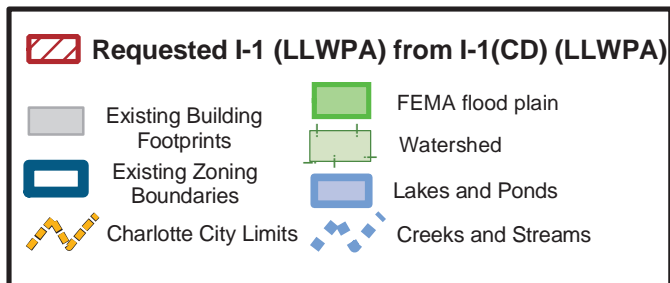 Requested I-1 (LLWPA) from I-1(CD) (LLWPA)
Existing Building
Footprints
Existing Zoning
Boundaries
Charlotte City Limits
FEMA flood plain
Watershed
Lakes and Ponds
Creeks and Streams